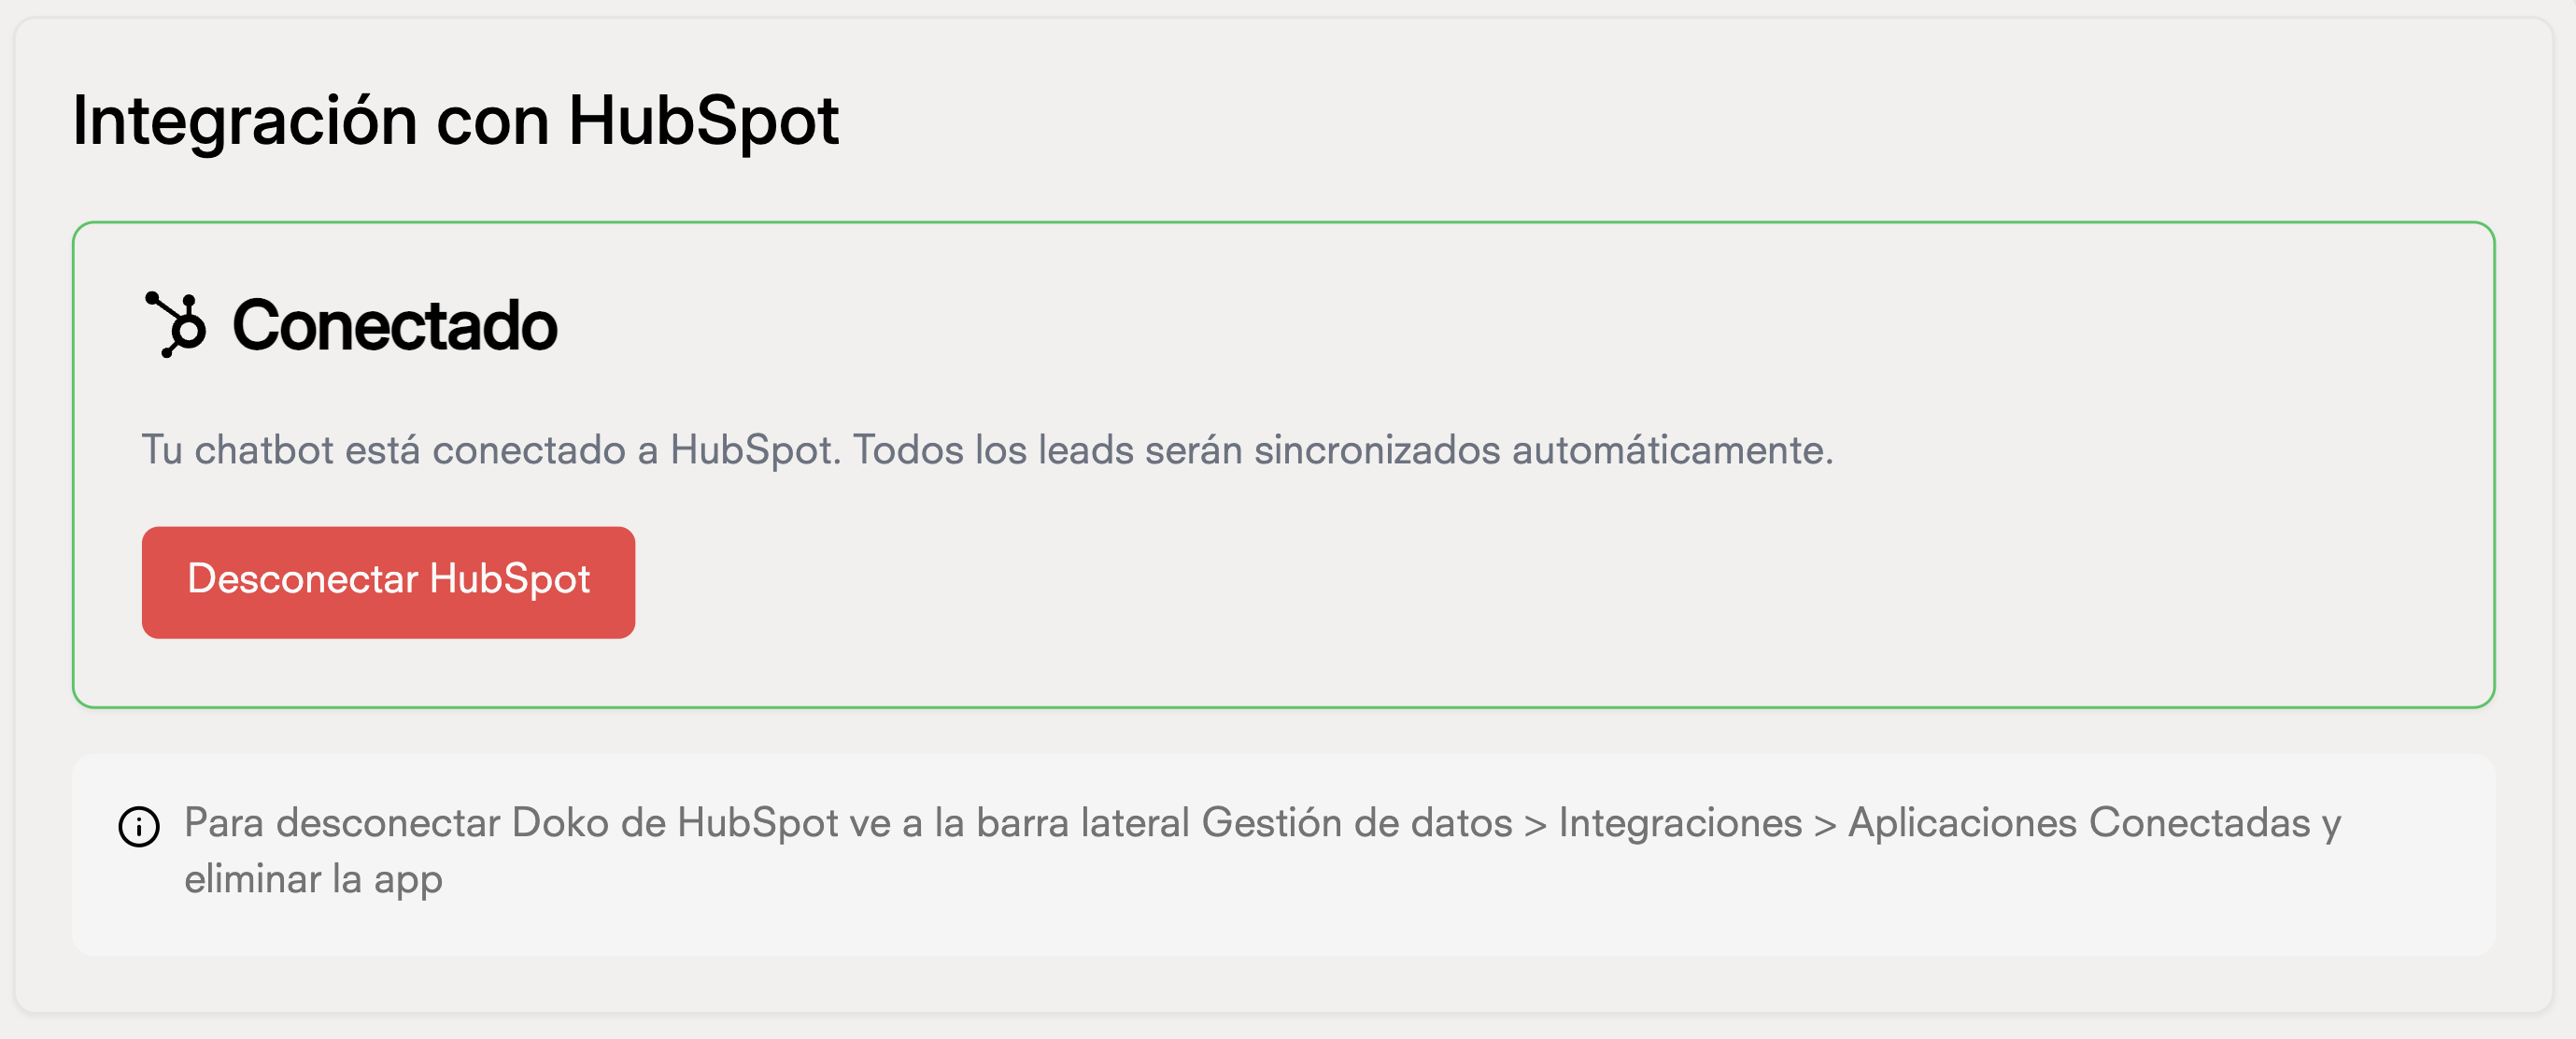 Integración con HubSpot
Conectado
Tu chatbot está conectado a HubSpot. Todos los leads serán sincronizados automáticamente.
Desconectar HubSpot
Para desconectar Doko de HubSpot ve a la barra lateral Gestión de datos > Integraciones > Aplicaciones Conectadas y
eliminar la app